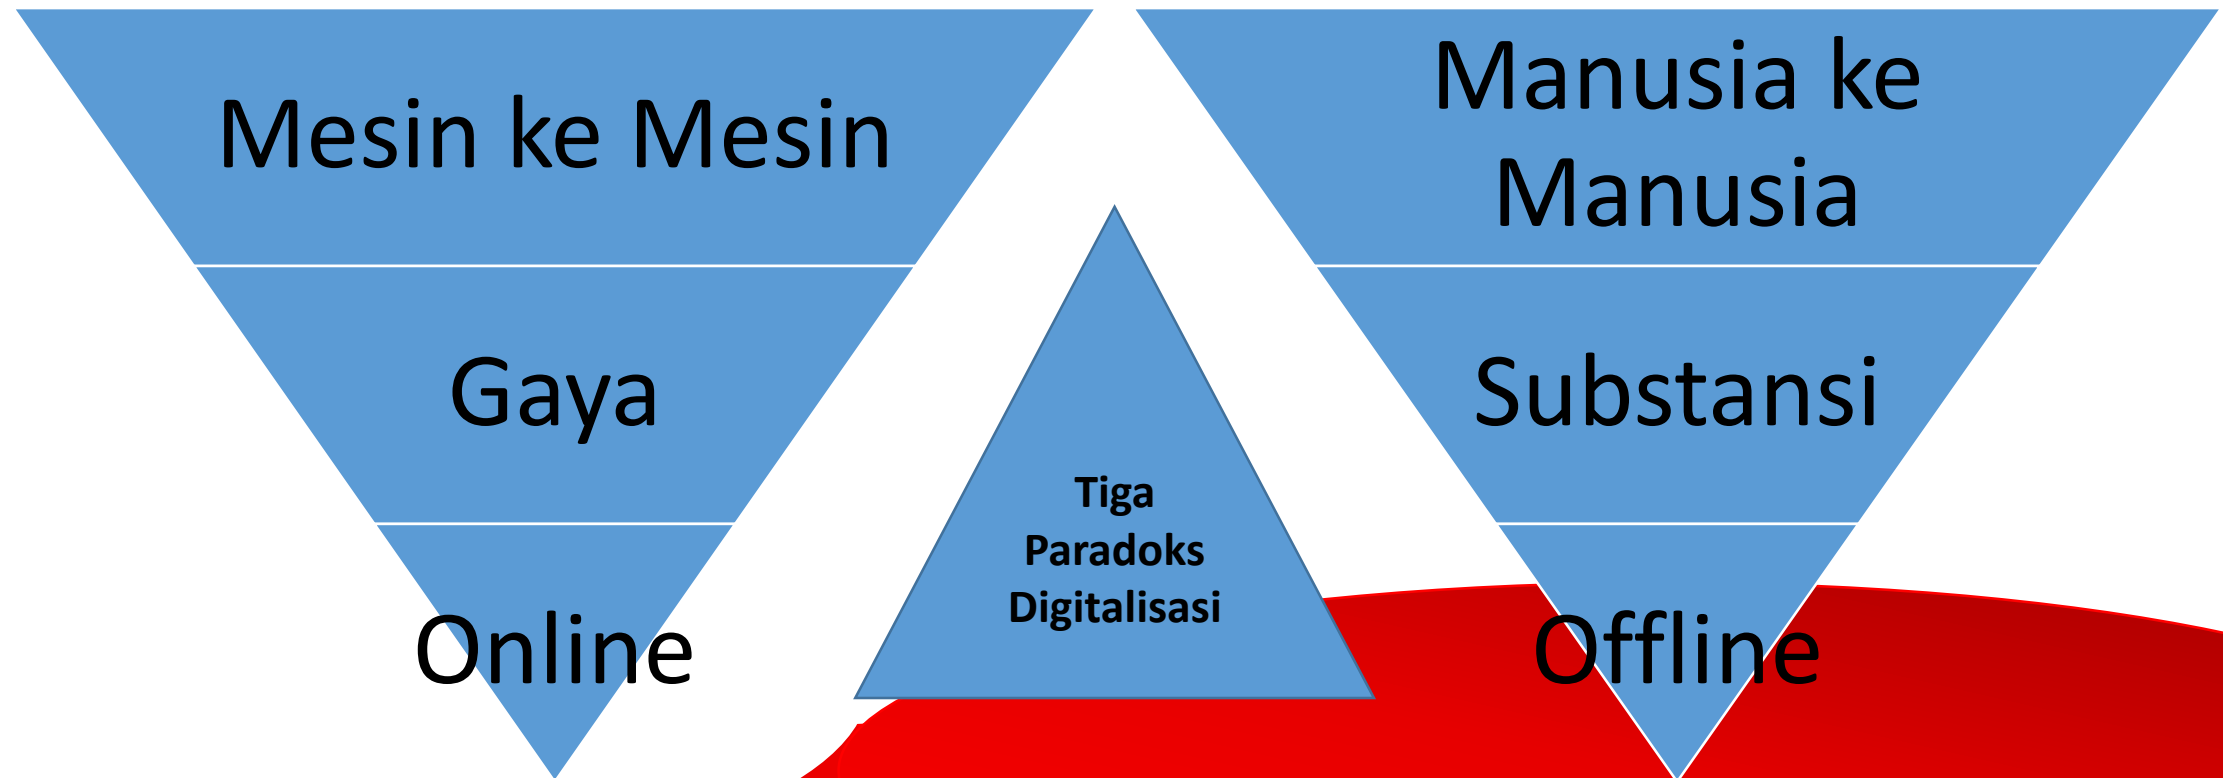 Mesin ke Mesin
Gaya
Online
Tiga
Paradoks
Digitalisasi
Manusia ke
Manusia
Substansi
Offline